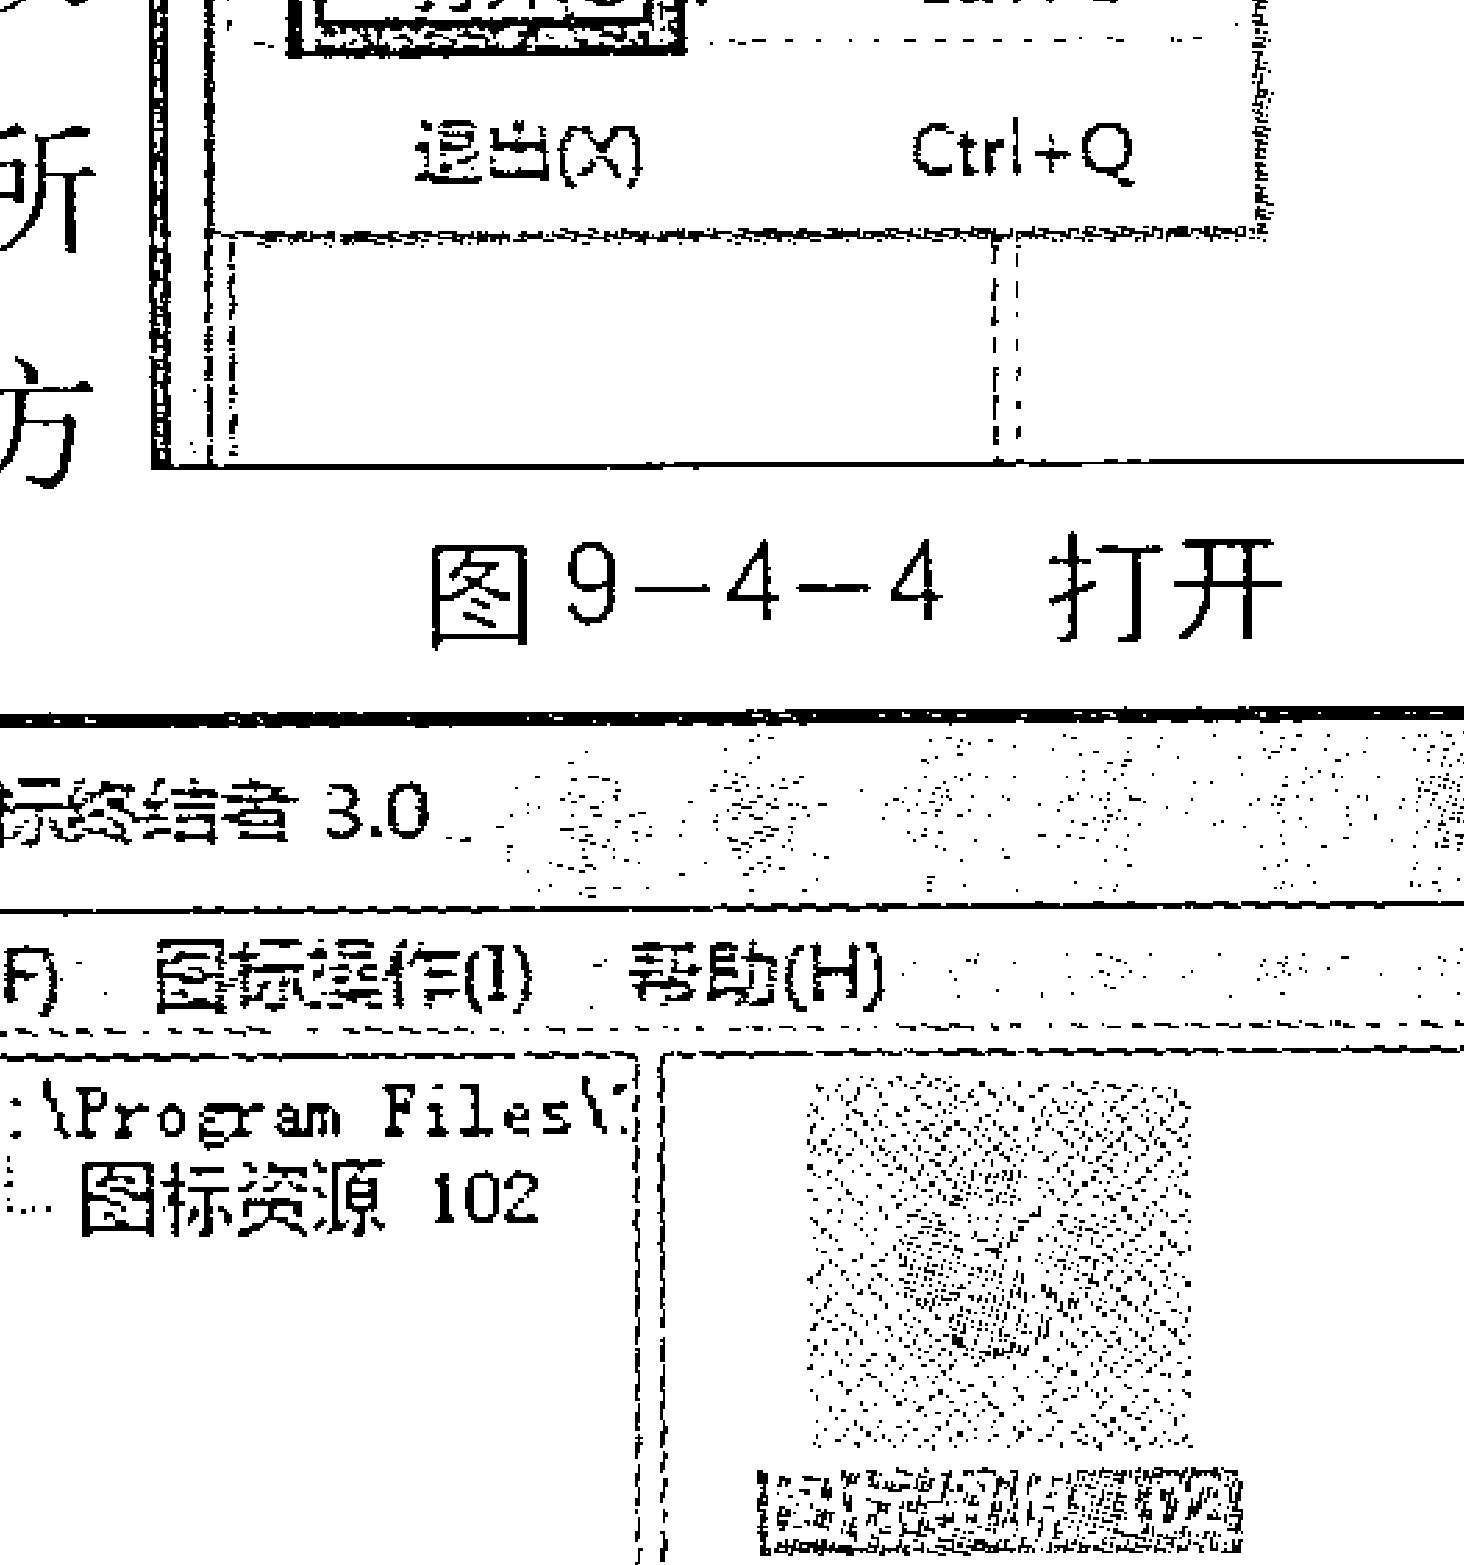 退出(X) Ctrl+Q
所
方
图 9-4-4 打开
标终结者 3.0
F) 图标操作(I) 帮助(H)
:\Program Files\
图标资源 102